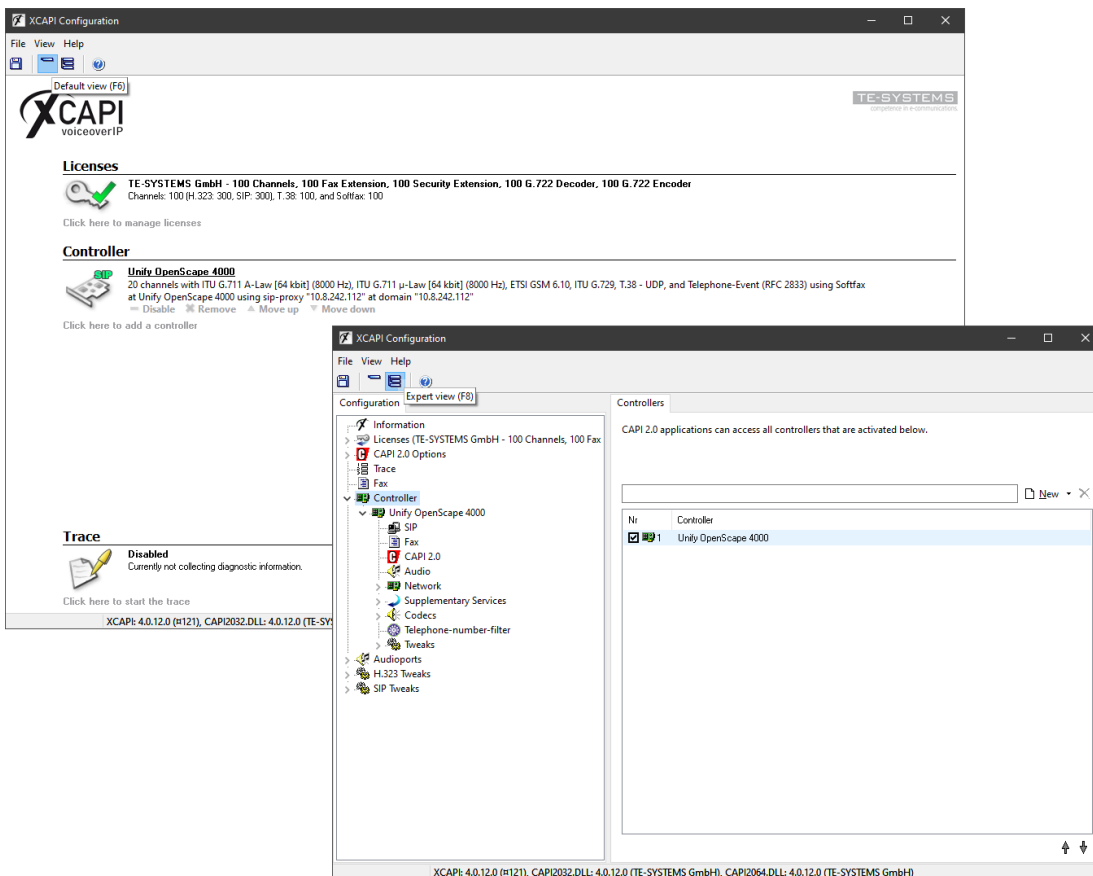 XCAPI Configuration
File View Help
Default view (F6)
XCAPI
voiceoverIP
TE-SYSTEMS
competence in e-communications.
Licenses
TE-SYSTEMS GmbH - 100 Channels, 100 Fax Extension, 100 Security Extension, 100 G.722 Decoder, 100 G.722 Encoder
Channels: 100 (H.323: 300, SIP: 300), T.38: 100, and Softfax: 100
Click here to manage licenses
Controller
SIP
Unify OpenScape 4000
20 channels with ITU G.711 A-Law [64 kbit] (8000 Hz), ITU G.711 µ-Law [64 kbit] (8000 Hz), ETSI GSM 6.10, ITU G.729, T.38 - UDP, and Telephone-Event (RFC 2833) using Softfax
at Unify OpenScape 4000 using sip-proxy "10.8.242.112" at domain "10.8.242.112"
Disable Remove Move up Move down
Click here to add a controller
Trace
Disabled
Currently not collecting diagnostic information.
Click here to start the trace
XCAPI: 4.0.12.0 (¤121), CAPI2032.DLL: 4.0.12.0 (TE-SYS
XCAPI Configuration
File View Help
Expert view (F8)
Configuration
Information
Licenses (TE-SYSTEMS GmbH - 100 Channels, 100 Fax
CAPI 2.0 Options
Trace
Fax
Controller
Unify OpenScape 4000
SIP
Fax
CAPI 2.0
Audio
Network
Supplementary Services
Codecs
Telephone-number-filter
Tweaks
Audioports
H.323 Tweaks
SIP Tweaks
Controllers
CAPI 2.0 applications can access all controllers that are activated below.
New
Nr Controller
1 Unify OpenScape 4000
XCAPI: 4.0.12.0 (¤121), CAPI2032.DLL: 4.0.12.0 (TE-SYSTEMS GmbH), CAPI2064.DLL: 4.0.12.0 (TE-SYSTEMS GmbH)